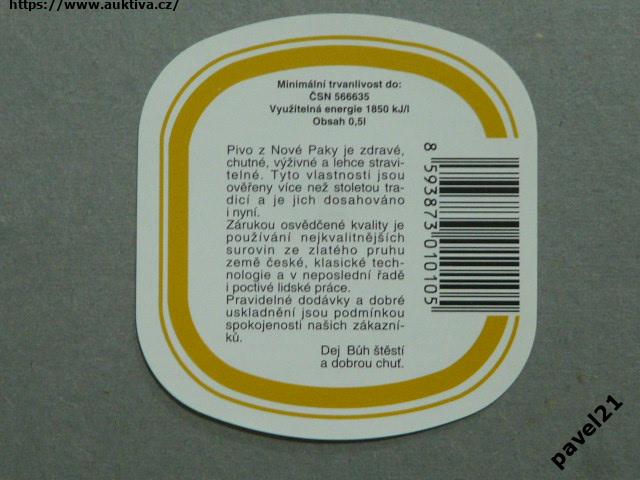 https://www.auktiva.cz/
Minimální trvanlivost do:
ČSN 566635
Využitelná energie 1850 kJ/l
Obsah 0,5l
Pivo z Nové Paky je zdravé,
chutné, výživné a lehce stravi-
telné. Tyto vlastnosti jsou
ověřeny více než stoletou tra-
dicí a je jich dosahováno
i nyní.
Zárukou osvědčené kvality je
používání nejkvalitnějších
surovin ze zlatého pruhu
země české, klasické tech-
nologie a v neposlední řadě
i poctivé lidské práce.
Pravidelné dodávky a dobré
uskladnění jsou podmínkou
spokojenosti našich zákazní-
ků.
Dej Bůh štěstí
a dobrou chuť.
8 593873 010105
pavel21